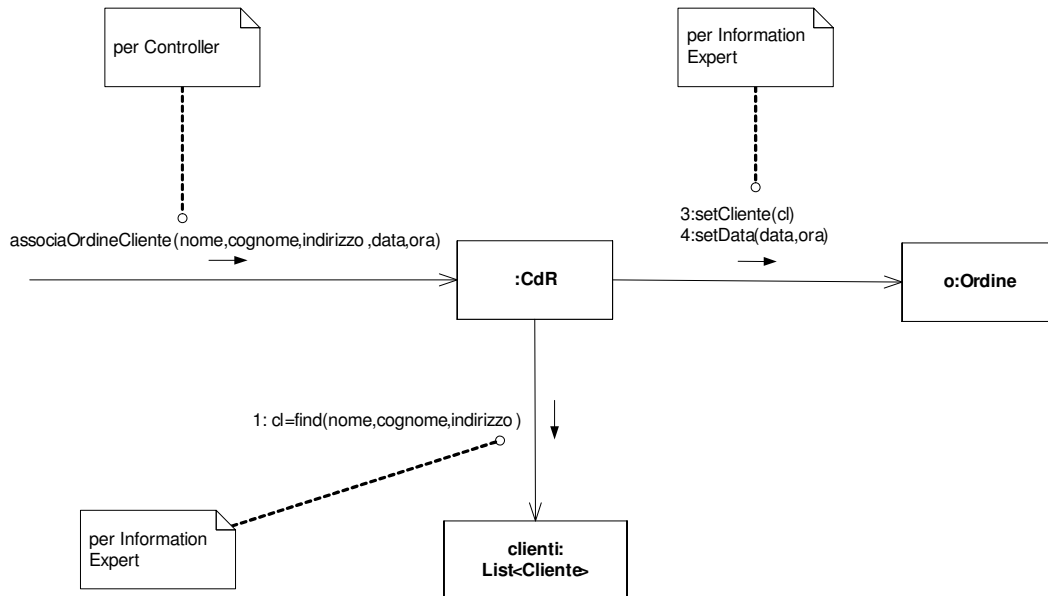 per Controller
per Information
Expert
associaOrdineCliente(nome,cognome,indirizzo ,data,ora)
3:setCliente(cl)
4:setData(data,ora)
:CdR
o:Ordine
1: cl=find(nome,cognome,indirizzo )
per Information
Expert
clienti:
List<Cliente>